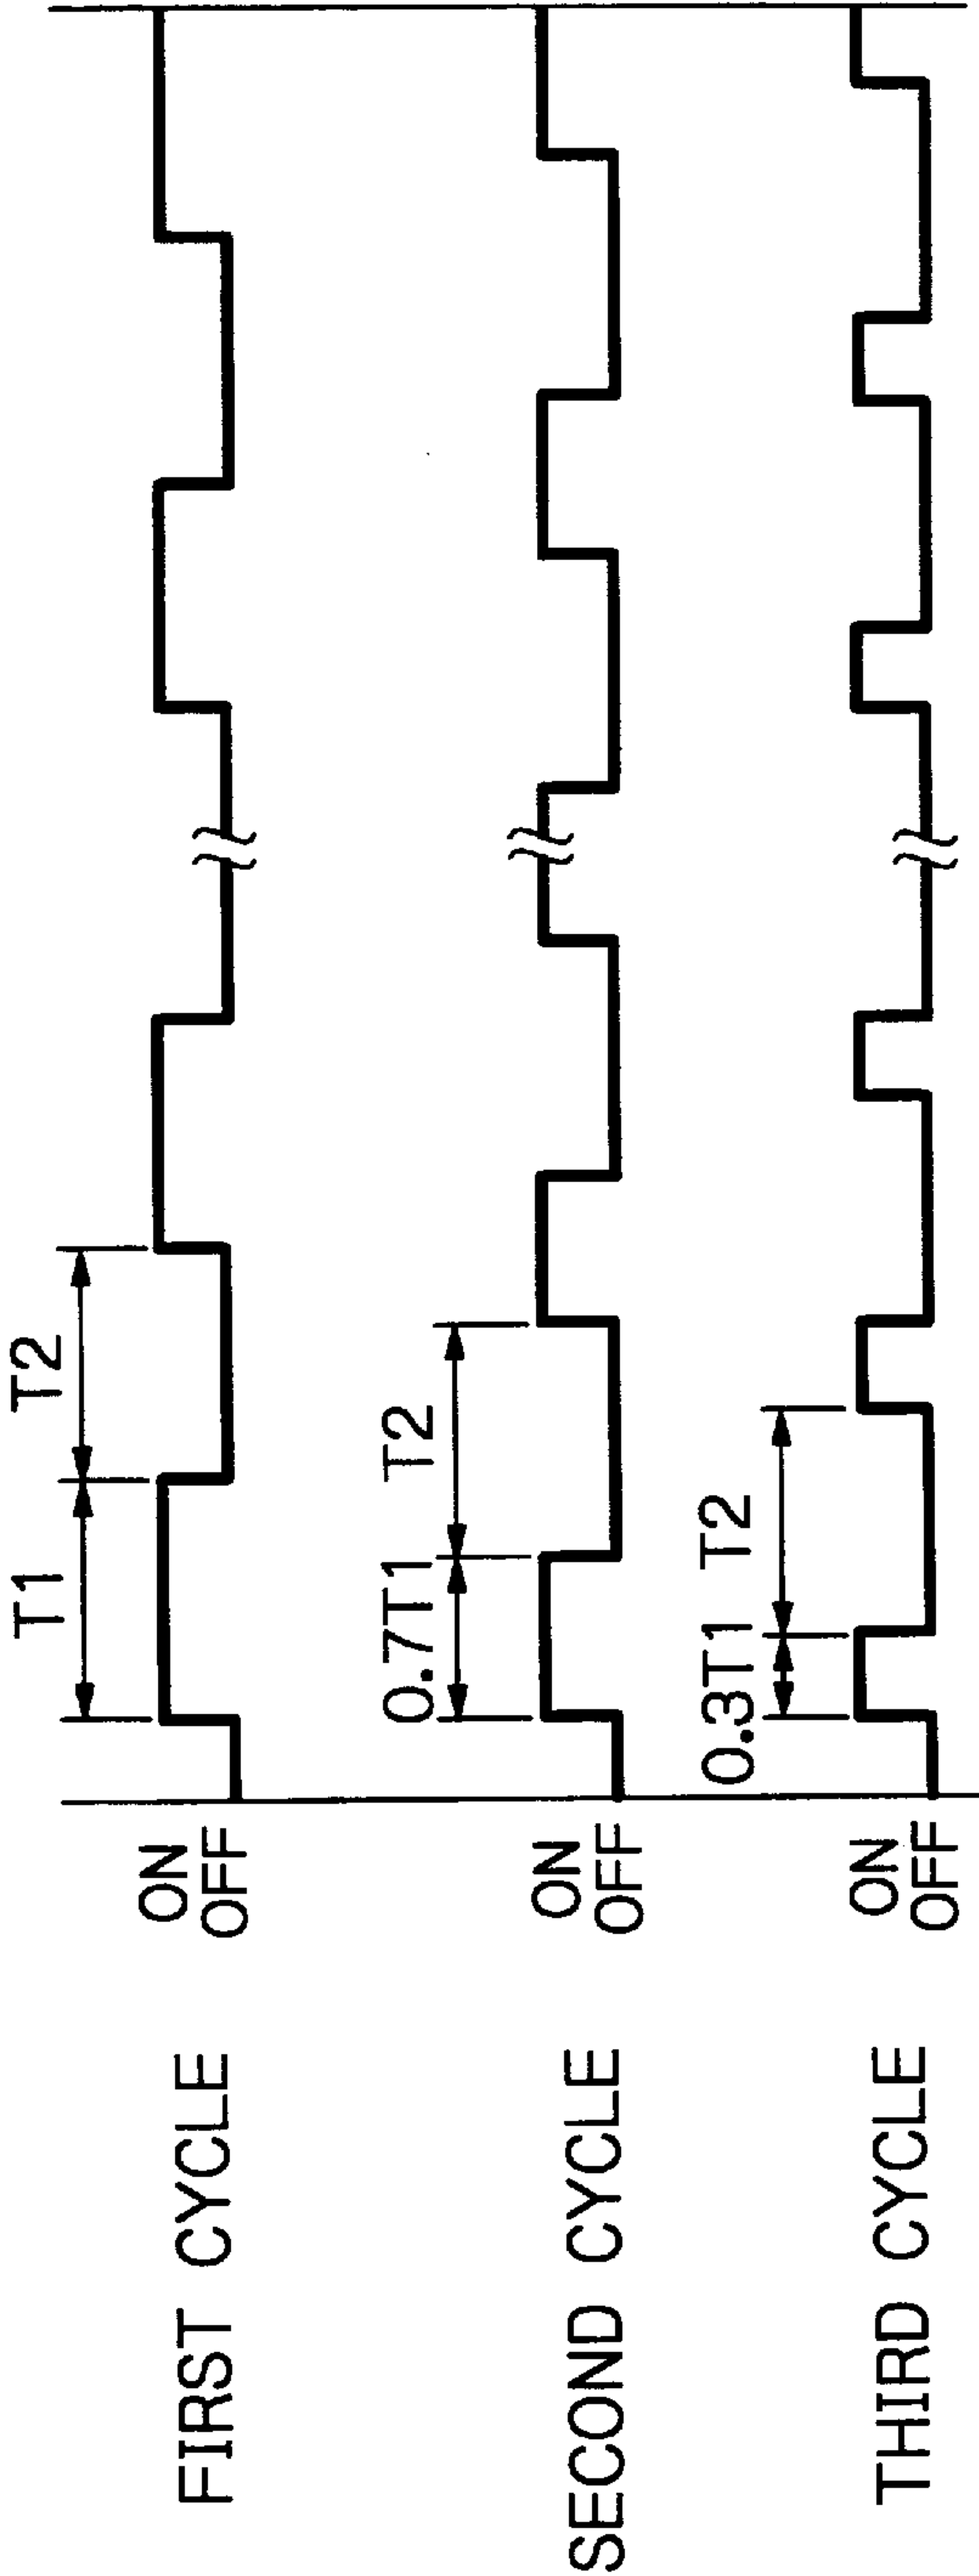 T1 T2
FIRST CYCLE ON
OFF
0.7T1 T2
SECOND CYCLE ON
OFF
0.3T1 T2
THIRD CYCLE ON
OFF